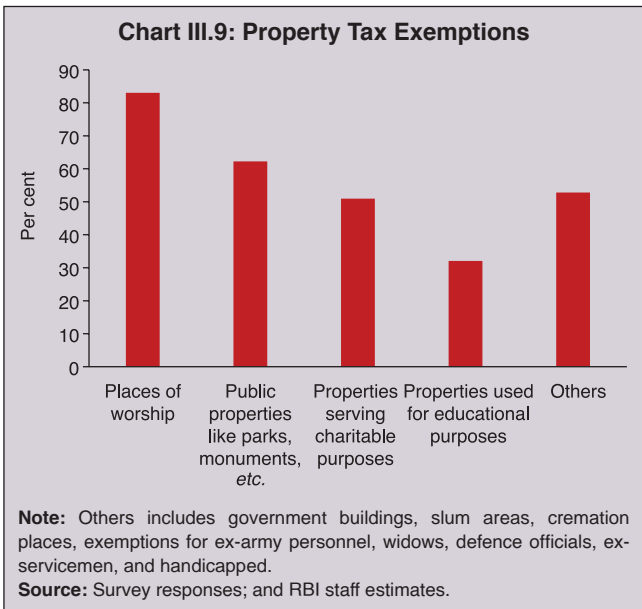 Chart III.9: Property Tax Exemptions
90
80
70
60
50
40
30
20
10
0
Per cent
Places of
worship
Public
properties
like parks,
monuments,
etc.
Properties
serving
charitable
purposes
Properties used
for educational
purposes
Others
Note: Others includes government buildings, slum areas, cremation
places, exemptions for ex-army personnel, widows, defence officials, ex-
servicemen, and handicapped.
Source: Survey responses; and RBI staff estimates.